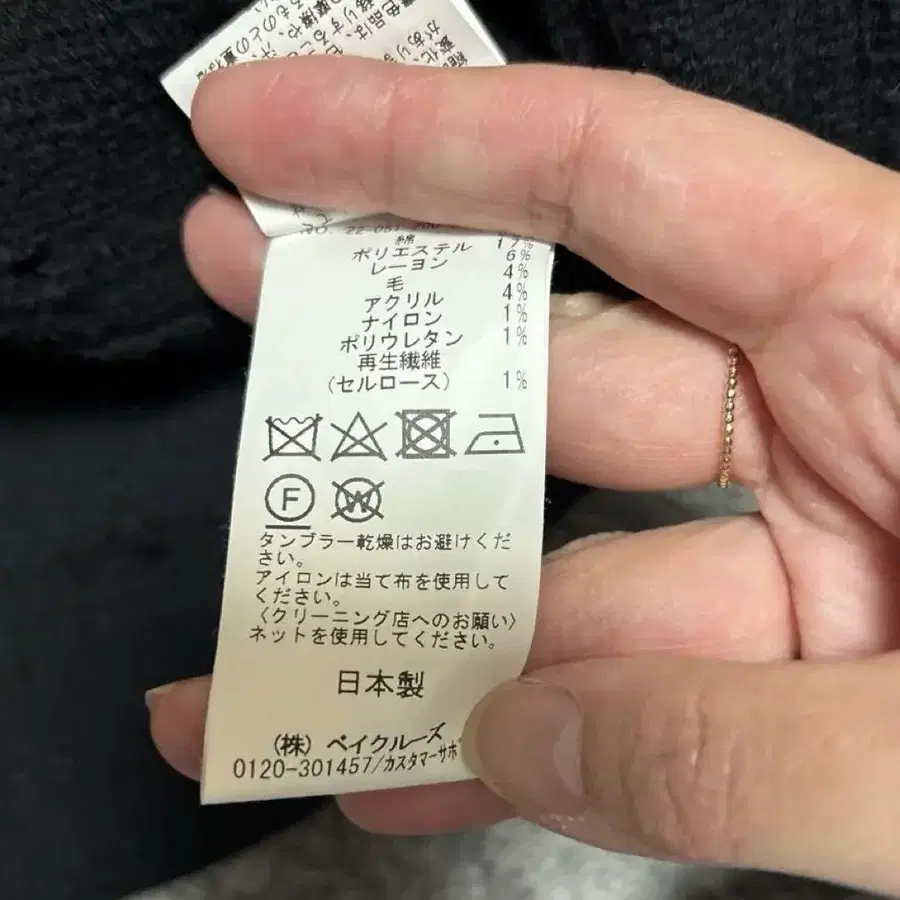 ポリエステル 17%
レーヨン 6%
毛 4%
アクリル 4%
ナイロン 1%
ポリウレタン 1%
再生繊維
(セルロース) 1%
F
W
タンブラー乾燥はお避けくだ
さい。
アイロンは当て布を使用して
ください。
〈クリーニング店へのお願い〉
ネットを使用してください。
日本製
(株) ベイクルーズ
0120-301457/カスタマーサポ